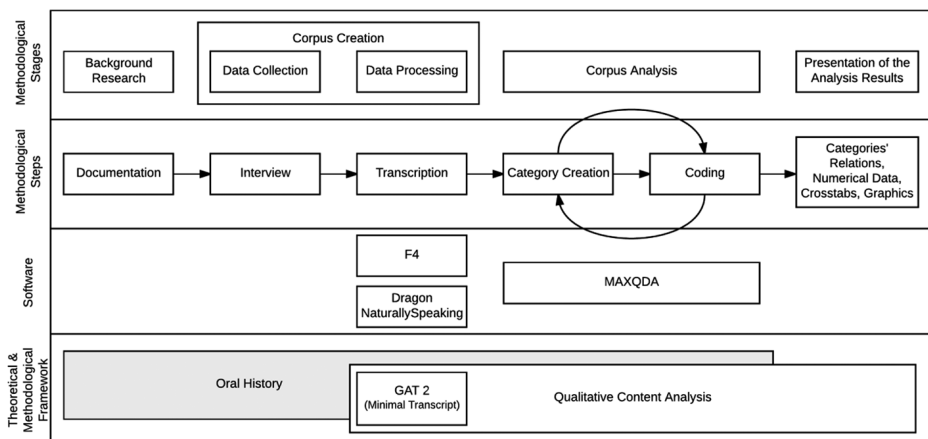 Methodological
Stages
Corpus Creation
Background
Research
Data Collection
Data Processing
Corpus Analysis
Presentation of the
Analysis Results
Methodological
Steps
Documentation
Interview
Transcription
Category Creation
Coding
Categories'
Relations,
Numerical Data,
Crosstabs, Graphics
Software
F4
Dragon
NaturallySpeaking
MAXQDA
Theoretical &
Methodological
Framework
Oral History
GAT 2
(Minimal Transcript)
Qualitative Content Analysis